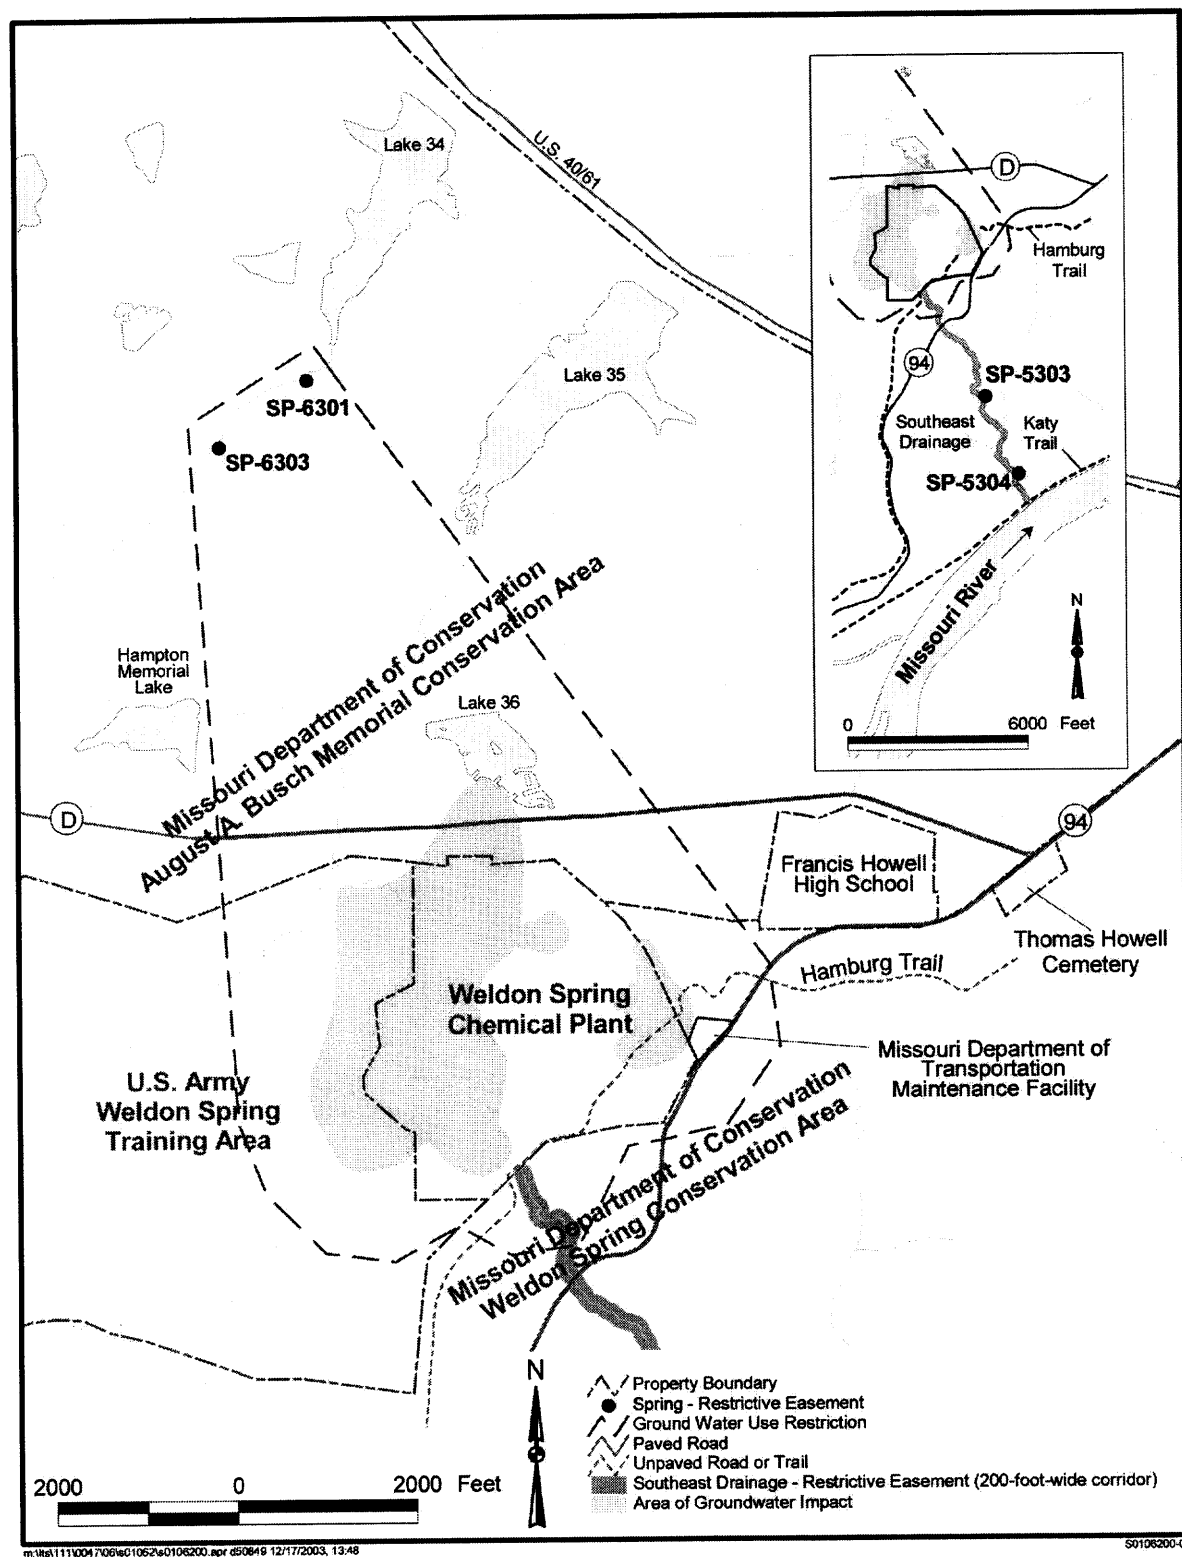 Lake 34
U.S. 40/61
Lake 35
SP-6301
SP-6303
D
Hamburg
Trail
94
SP-5303
Southeast
Drainage
Katy
Trail
SP-5304
Missouri River
N
0
6000 Feet
Missouri Department of Conservation
August A. Busch Memorial Conservation Area
Hampton
Memorial
Lake
Lake 36
D
94
Francis Howell
High School
Thomas Howell
Cemetery
Hamburg Trail
Weldon Spring
Chemical Plant
Missouri Department of
Transportation
Maintenance Facility
U.S. Army
Weldon Spring
Training Area
Missouri Department of Conservation
Weldon Spring Conservation Area
N
Property Boundary
Spring - Restrictive Easement
Ground Water Use Restriction
Paved Road
Unpaved Road or Trail
Southeast Drainage - Restrictive Easement (200-foot-wide corridor)
Area of Groundwater Impact
2000 0 2000 Feet
12/17/2003, 13:48